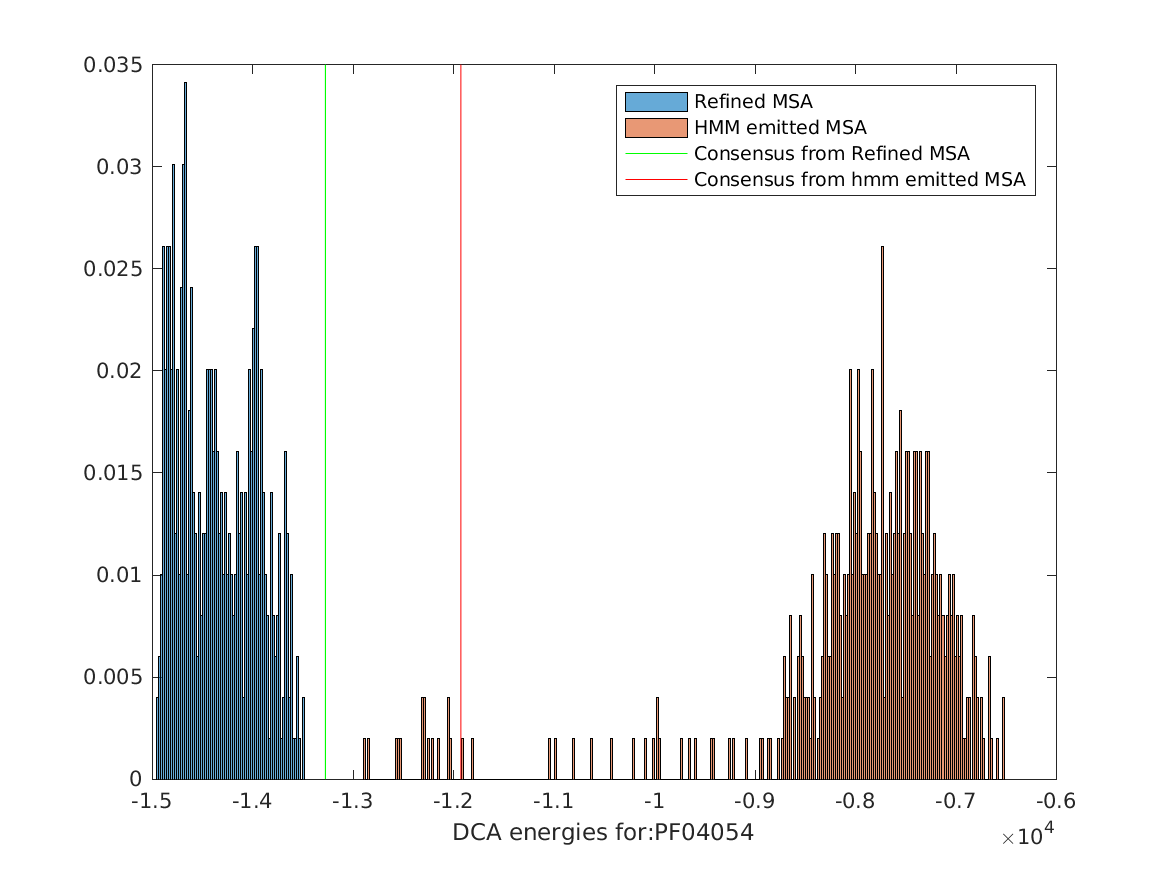 0.035
0.03
0.025
0.02
0.015
0.01
0.005
0
Refined MSA
HMM emitted MSA
Consensus from Refined MSA
Consensus from hmm emitted MSA
-1.5 -1.4 -1.3 -1.2 -1.1 -1 -0.9 -0.8 -0.7 -0.6
DCA energies for:PF04054
×10⁴